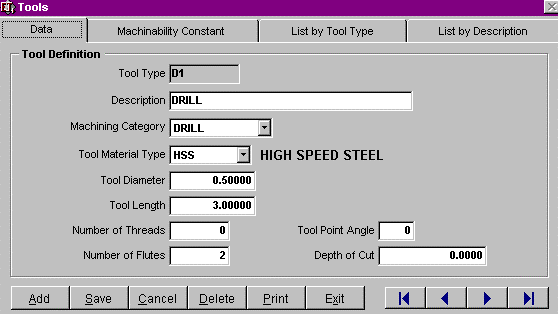 Tools
Data Machinability Constant List by Tool Type List by Description
Tool Definition
Tool Type D1
Description DRILL
Machining Category DRILL
Tool Material Type HSS HIGH SPEED STEEL
Tool Diameter 0.50000
Tool Length 3.00000
Number of Threads 0 Tool Point Angle 0
Number of Flutes 2 Depth of Cut 0.0000
Add Save Cancel Delete Print Exit